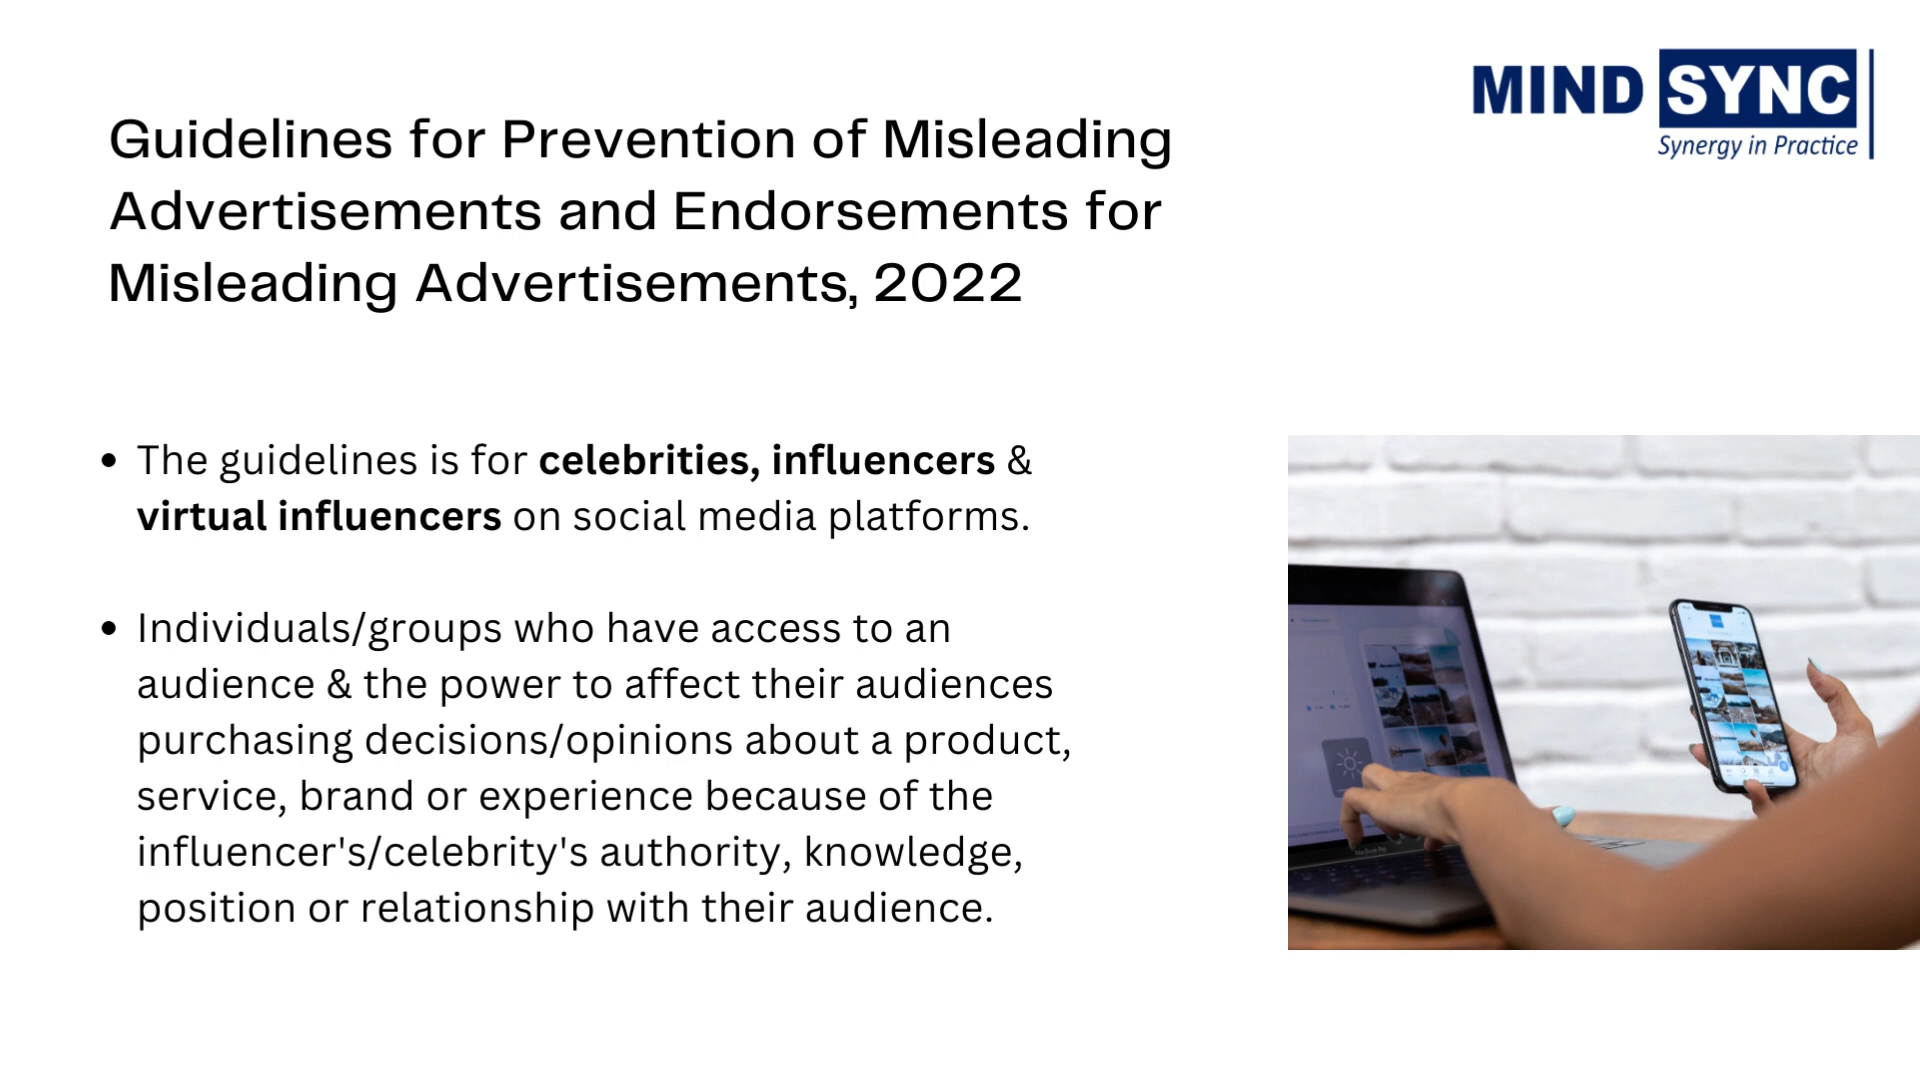 MIND SYNC
Synergy in Practice
Guidelines for Prevention of Misleading
Advertisements and Endorsements for
Misleading Advertisements, 2022
• The guidelines is for celebrities, influencers &
virtual influencers on social media platforms.
• Individuals/groups who have access to an
audience & the power to affect their audiences
purchasing decisions/opinions about a product,
service, brand or experience because of the
influencer's/celebrity's authority, knowledge,
position or relationship with their audience.